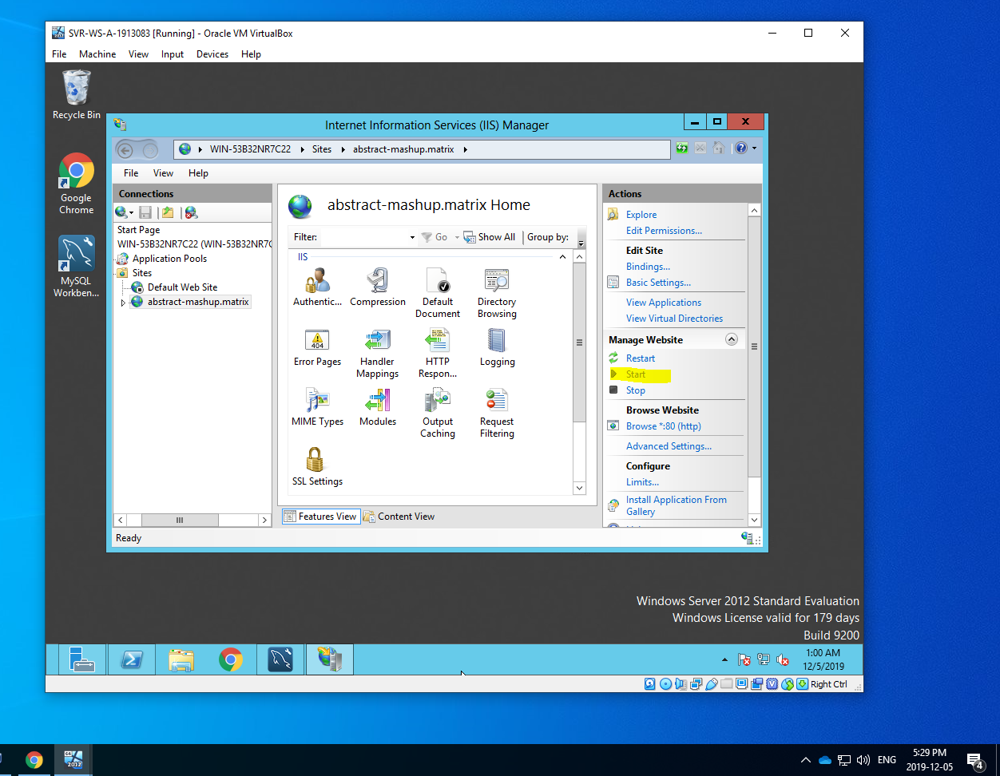 SVR-WS-A-1913083 [Running] - Oracle VM VirtualBox
File Machine View Input Devices Help
Recycle Bin
Google
Chrome
MySQL
Workben...
Internet Information Services (IIS) Manager
WIN-53B32NR7C22 Sites abstract-mashup.matrix
File View Help
Connections
Start Page
WIN-53B32NR7C22 (WIN-53B32NR7C
Application Pools
Sites
Default Web Site
abstract-mashup.matrix
abstract-mashup.matrix Home
Filter: Go Show All Group by:
IIS
Authentic...
Compression
Default
Document
Directory
Browsing
404
Error Pages
Handler
Mappings
HTTP
Respon...
Logging
MIME Types
Modules
Output
Caching
Request
Filtering
SSL Settings
Features View Content View
Actions
Explore
Edit Permissions...
Edit Site
Bindings...
Basic Settings...
View Applications
View Virtual Directories
Manage Website
Restart
Start
Stop
Browse Website
Browse *:80 (http)
Advanced Settings...
Configure
Limits...
Install Application From
Gallery
Ready
Windows Server 2012 Standard Evaluation
Windows License valid for 179 days
Build 9200
1:00 AM
12/5/2019
Right Ctrl
64
2012
ENG
5:29 PM
2019-12-05
4